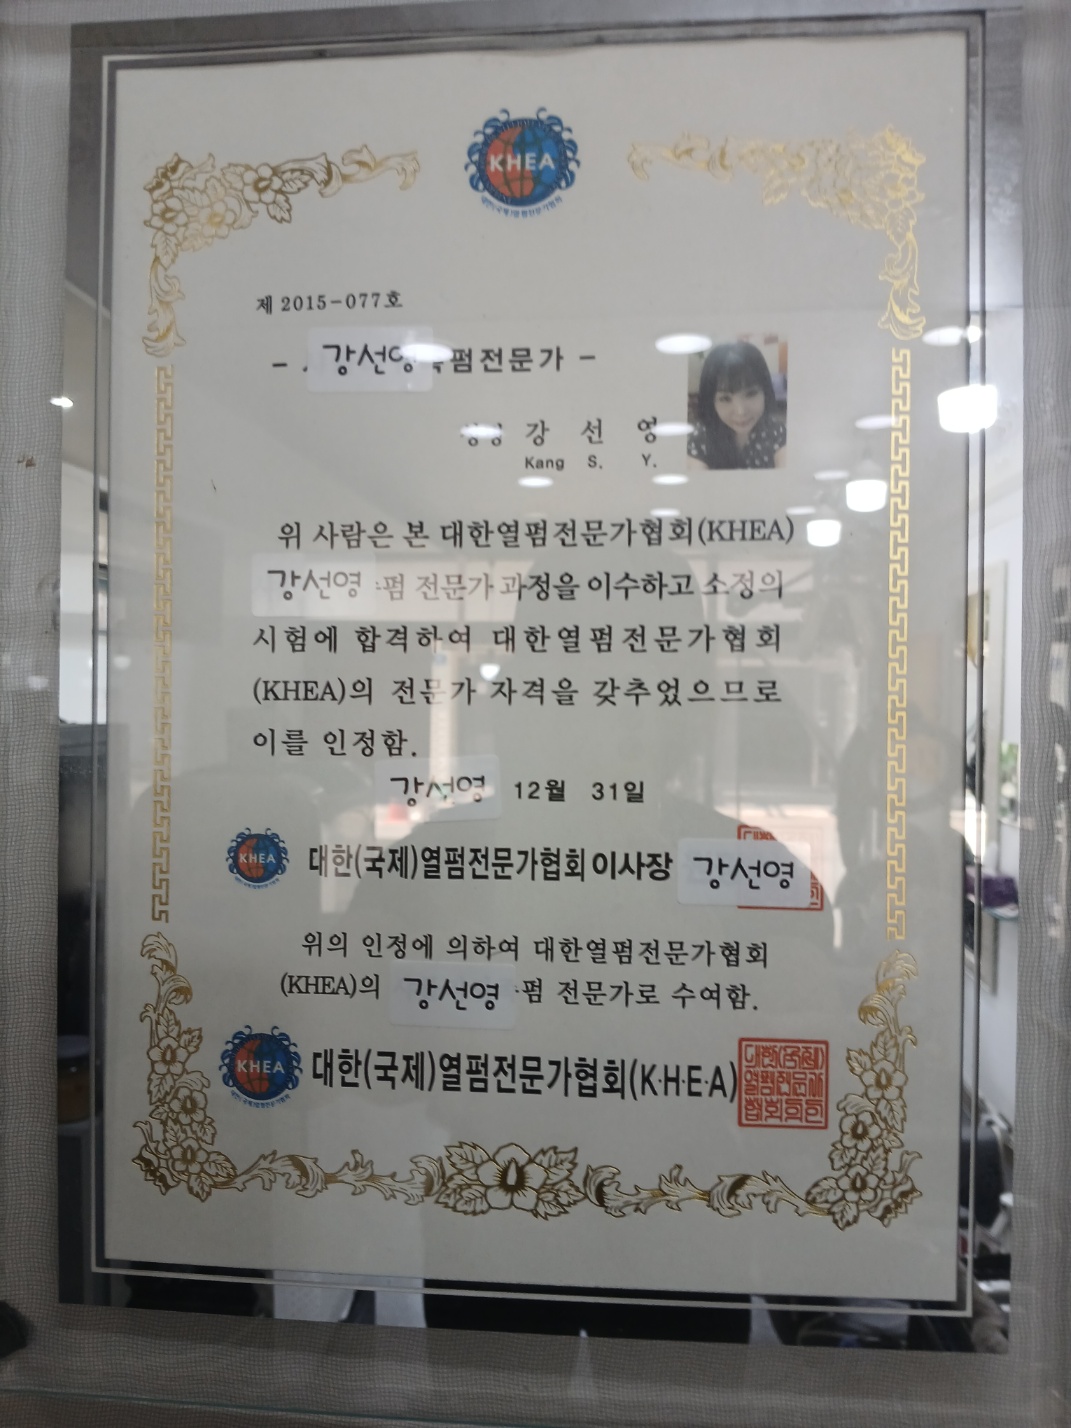 KHEA
제 2015-077호
- 강선영 펌전문가 -
강 선 영
Kang S. Y.
위 사람은 본 대한열펌전문가협회(KHEA)
강선영 펌 전문가 과정을 이수하고 소정의
시험에 합격하여 대한열펌전문가협회
(KHEA)의 전문가 자격을 갖추었으므로
이를 인정함.
강선영 12월 31일
KHEA 대한(국제)열펌전문가협회 이사장 강선영
위의 인정에 의하여 대한열펌전문가협회
(KHEA)의 강선영 펌 전문가로 수여함.
KHEA 대한(국제)열펌전문가협회(K·H·E·A)